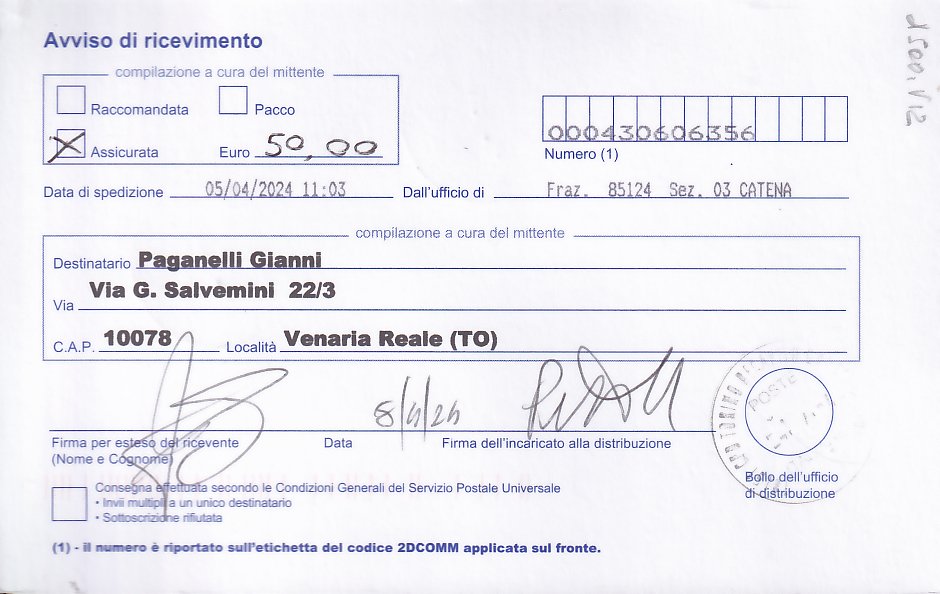 Avviso di ricevimento
compilazione a cura del mittente
Raccomandata Pacco
Assicurata Euro 50,00
000430606356
Numero (1)
Data di spedizione 05/04/2024 11:03 Dall'ufficio di Fraz. 85124 Sez. 03 CATENA
compilazione a cura del mittente
Destinatario Paganelli Gianni
Via Via G. Salvemini 22/3
C.A.P. 10078 Località Venaria Reale (TO)
8/4/24
Firma per esteso del ricevente Data Firma dell'incaricato alla distribuzione
(Nome e Cognome)
POSTE
TORINO
Bollo dell'ufficio
di distribuzione
Consegna effettuata secondo le Condizioni Generali del Servizio Postale Universale
• Invii multipli a un unico destinatario
• Sottoscrizione rifiutata
(1) - il numero è riportato sull'etichetta del codice 2DCOMM applicata sul fronte.